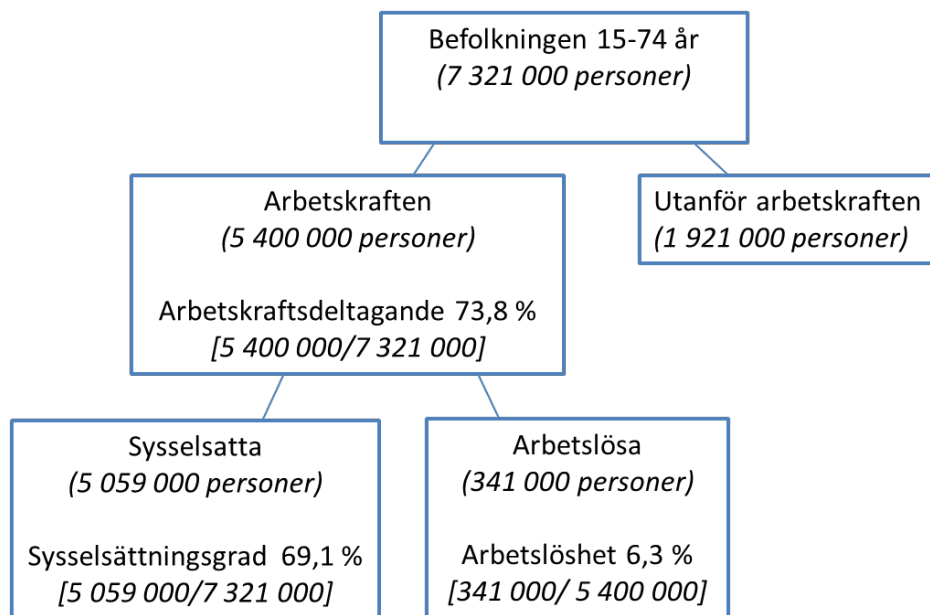 Befolkningen 15-74 år
(7 321 000 personer)
Arbetskraften
(5 400 000 personer)
Arbetskraftsdeltagande 73,8 %
[5 400 000/7 321 000]
Utanför arbetskraften
(1 921 000 personer)
Sysselsatta
(5 059 000 personer)
Sysselsättningsgrad 69,1 %
[5 059 000/7 321 000]
Arbetslösa
(341 000 personer)
Arbetslöshet 6,3 %
[341 000/ 5 400 000]